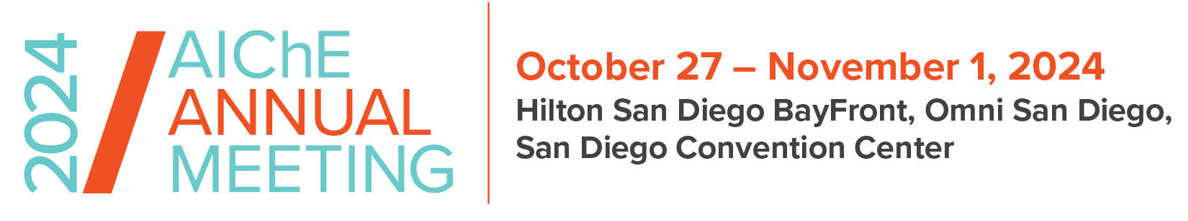 2024
AIChE
ANNUAL
MEETING
October 27 – November 1, 2024
Hilton San Diego BayFront, Omni San Diego,
San Diego Convention Center